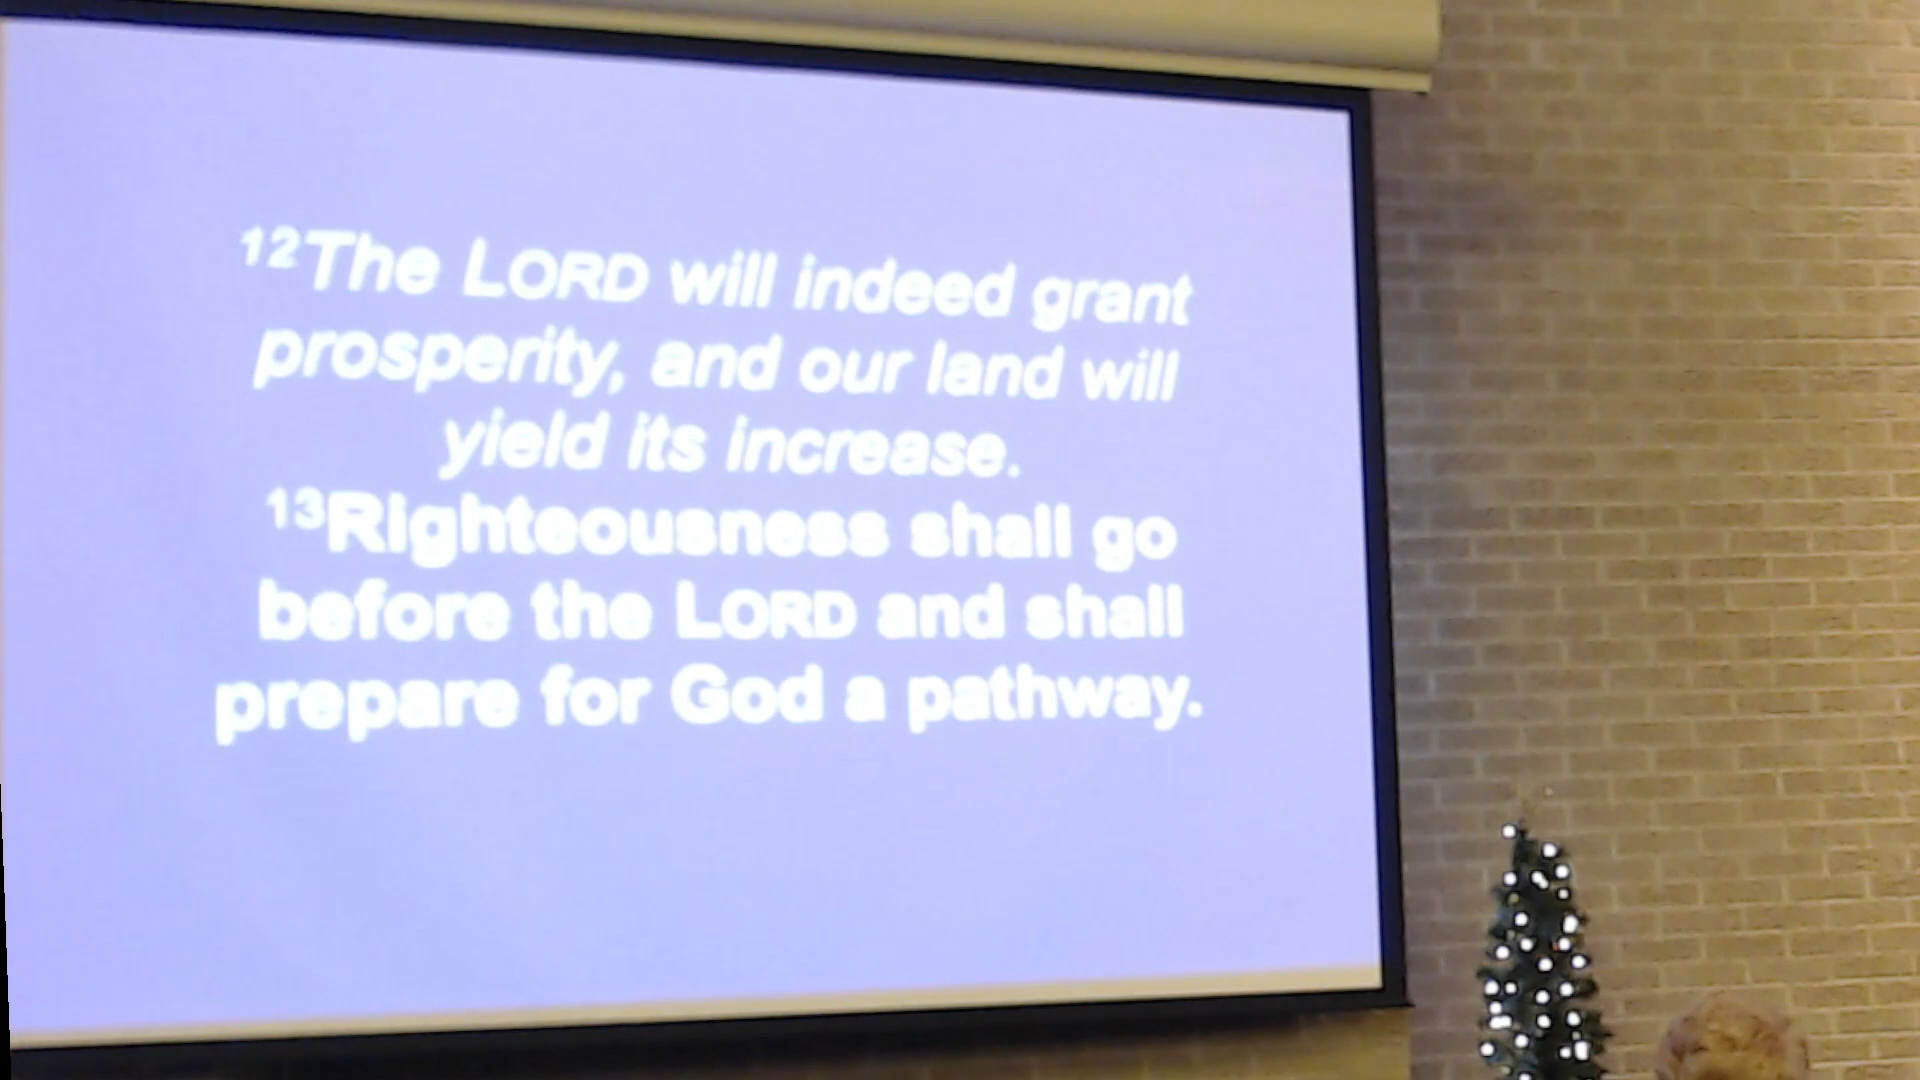 12The LORD will indeed grant
prosperity, and our land will
yield its increase.
13Righteousness shall go
before the LORD and shall
prepare for God a pathway.